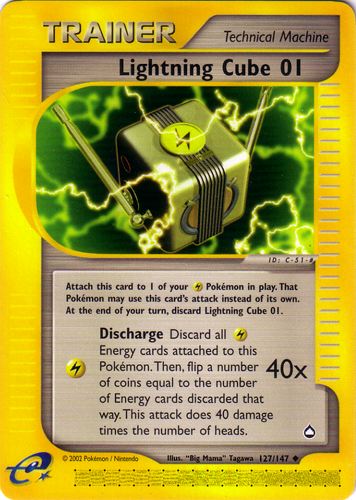 TRAINER
Technical Machine
Lightning Cube 01
ID: C-51-#
Attach this card to 1 of your Pokémon in play. That
Pokémon may use this card's attack instead of its own.
At the end of your turn, discard Lightning Cube 01.
Discharge Discard all
Energy cards attached to this
Pokémon. Then, flip a number
of coins equal to the number
of Energy cards discarded that
way. This attack does 40 damage
times the number of heads.
40x
© 2002 Pokémon / Nintendo
Illus. "Big Mama" Tagawa
127/147
e